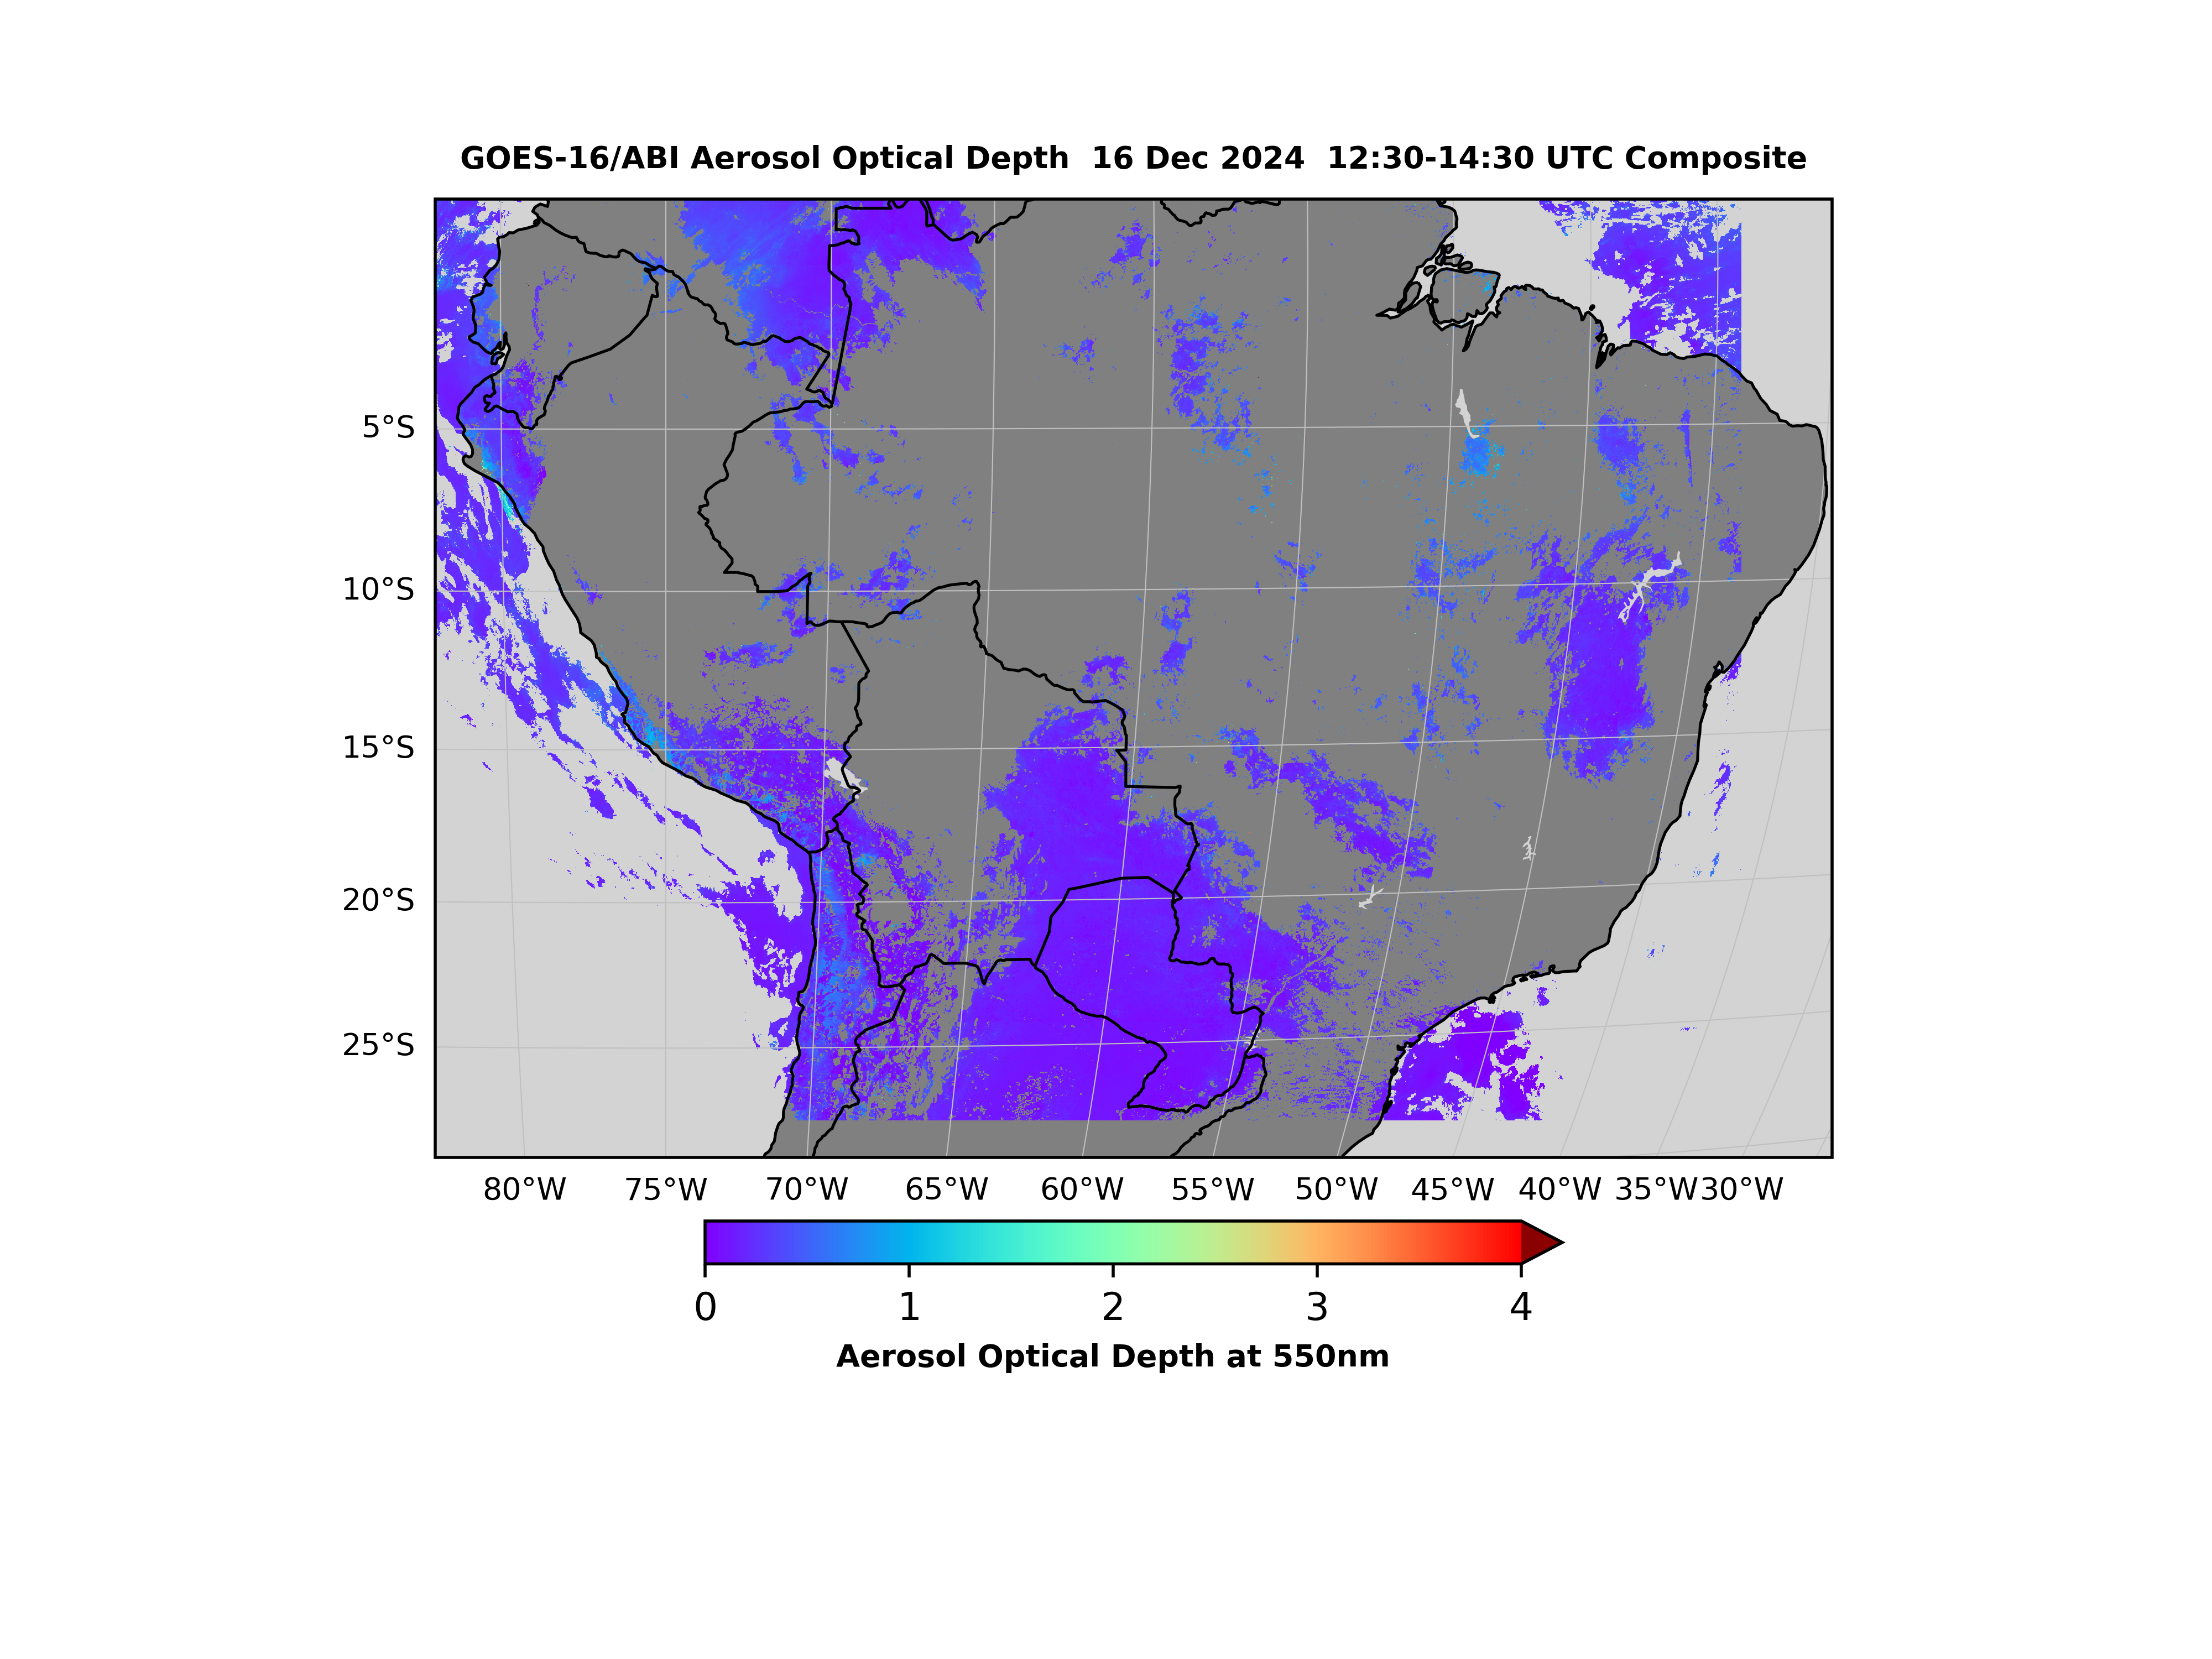 GOES-16/ABI Aerosol Optical Depth  16 Dec 2024  12:30-14:30 UTC Composite
5°S
10°S
15°S
20°S
25°S
80°W 75°W 70°W 65°W 60°W 55°W 50°W 45°W 40°W 35°W 30°W
0 1 2 3 4
Aerosol Optical Depth at 550nm